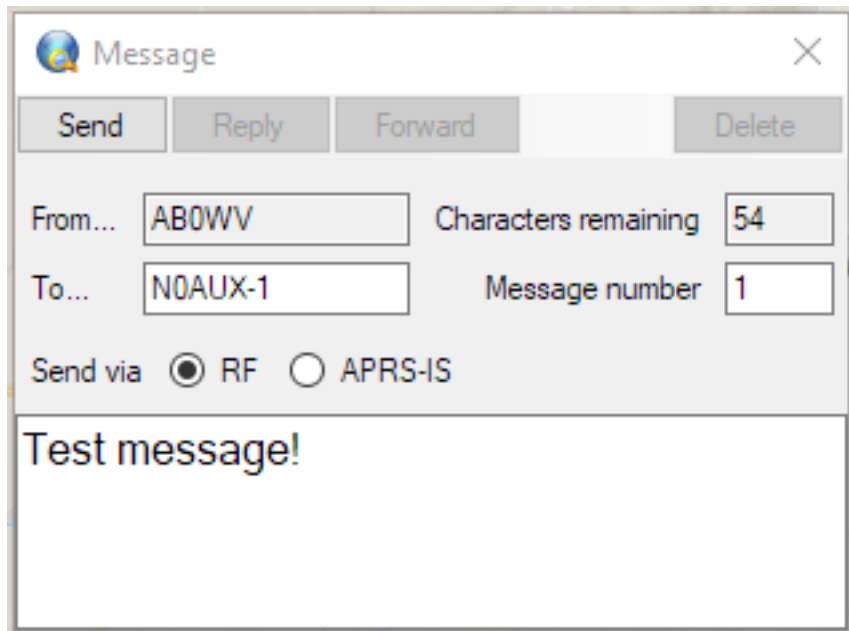 Message
Send Reply Forward Delete
From... AB0WV Characters remaining 54
To... N0AUX-1 Message number 1
Send via RF APRS-IS
Test message!